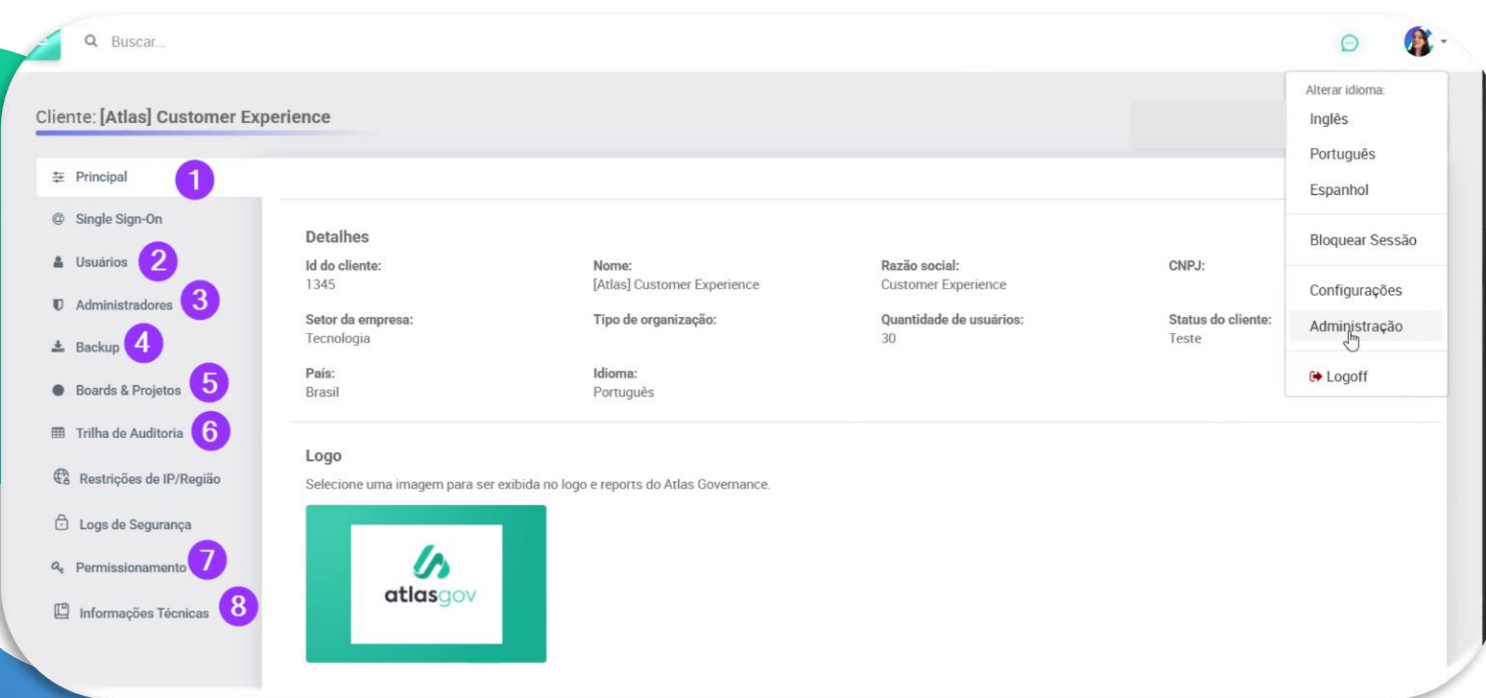 Buscar...
Alterar idioma:
Inglês
Português
Espanhol
Bloquear Sessão
Configurações
Administração
Logoff
Cliente: [Atlas] Customer Experience
Principal 1
Single Sign-On
Usuários 2
Administradores 3
Backup 4
Boards & Projetos 5
Trilha de Auditoria 6
Restrições de IP/Região
Logs de Segurança
Permissionamento 7
Informações Técnicas 8
Detalhes
Id do cliente: Nome: Razão social: CNPJ:
1345 [Atlas] Customer Experience Customer Experience
Setor da empresa: Tipo de organização: Quantidade de usuários: Status do cliente:
Tecnologia 30 Teste
País: Idioma:
Brasil Português
Logo
Selecione uma imagem para ser exibida no logo e reports do Atlas Governance.
atlasgov